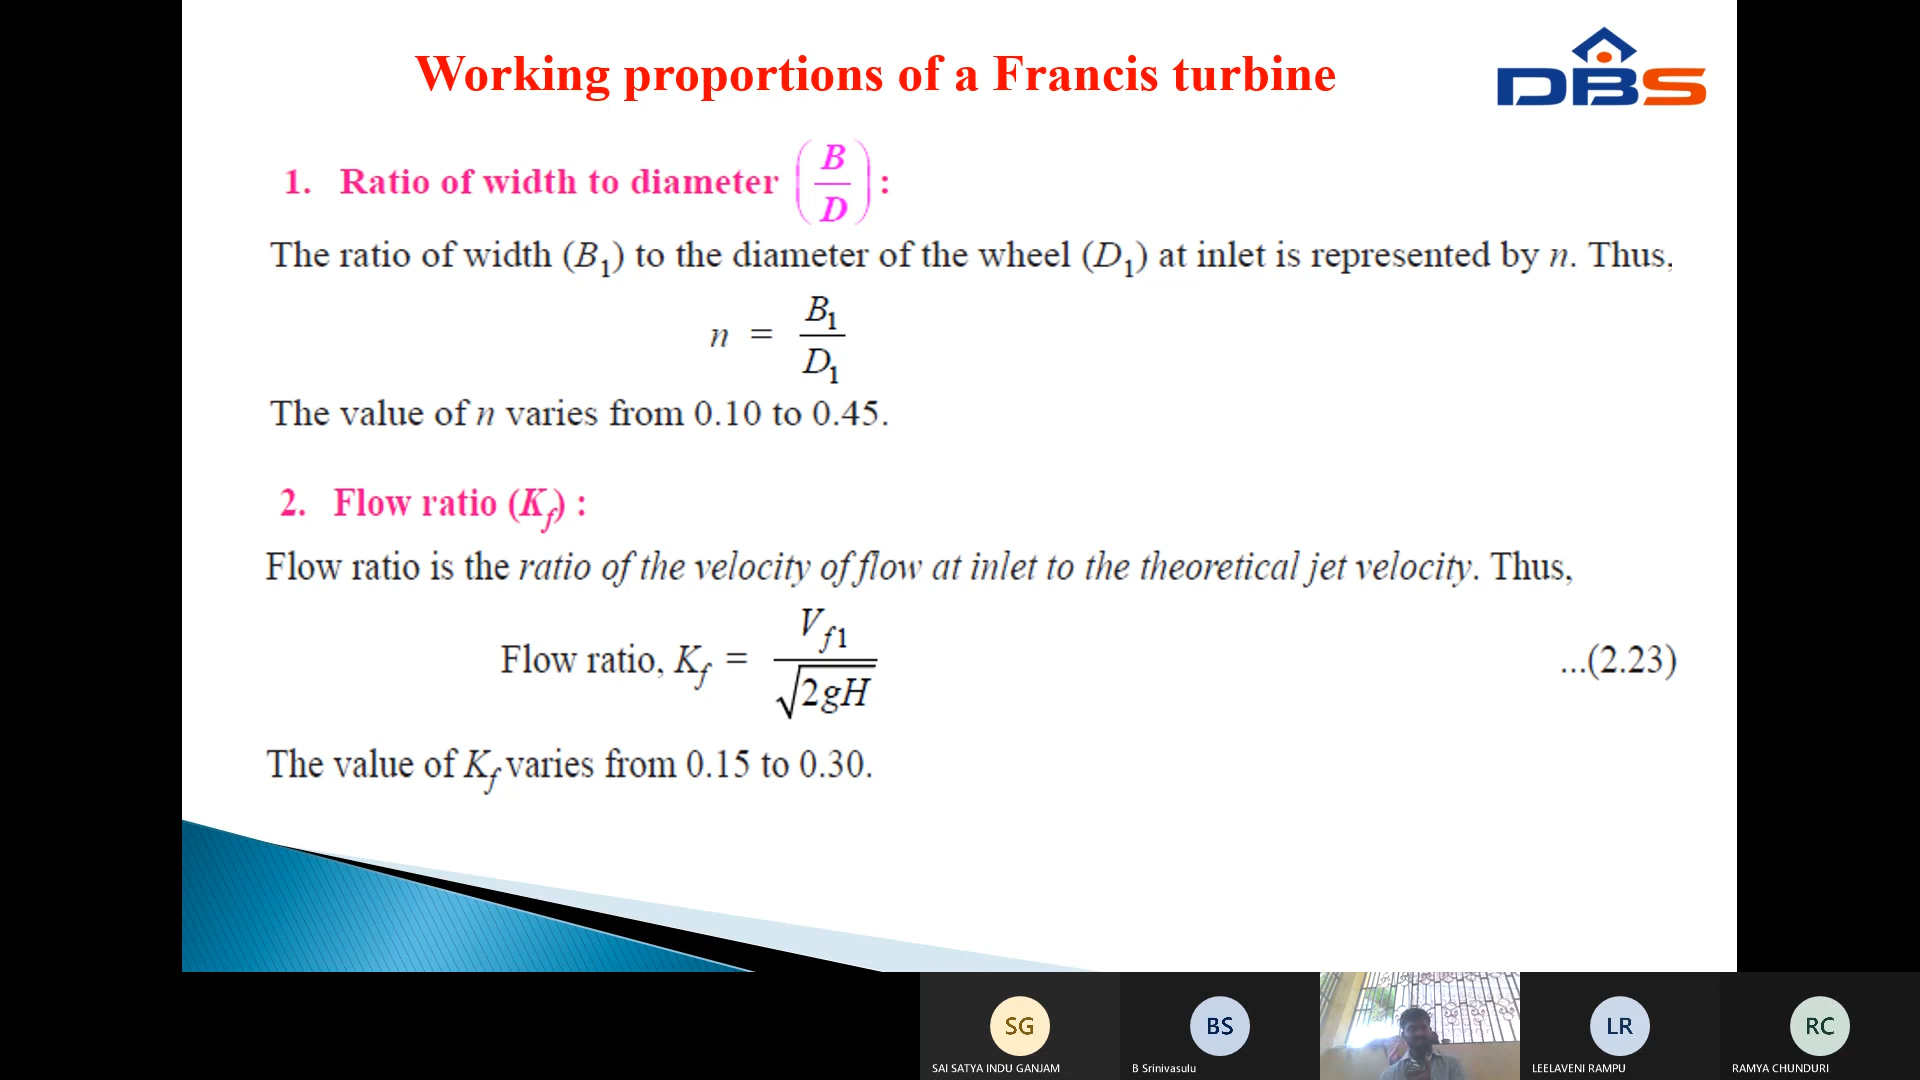 Working proportions of a Francis turbine
DBS
1. Ratio of width to diameter (B/D) :
The ratio of width (B₁) to the diameter of the wheel (D₁) at inlet is represented by n. Thus,
n = B₁/D₁
The value of n varies from 0.10 to 0.45.
2. Flow ratio (K_f) :
Flow ratio is the ratio of the velocity of flow at inlet to the theoretical jet velocity. Thus,
Flow ratio, K_f = V_f1/√2gH ...(2.23)
The value of K_f varies from 0.15 to 0.30.
SG BS LR RC
SAI SATYA INDU GANJAM B Srinivasulu LEELAVENI RAMPU RAMYA CHUNDURI